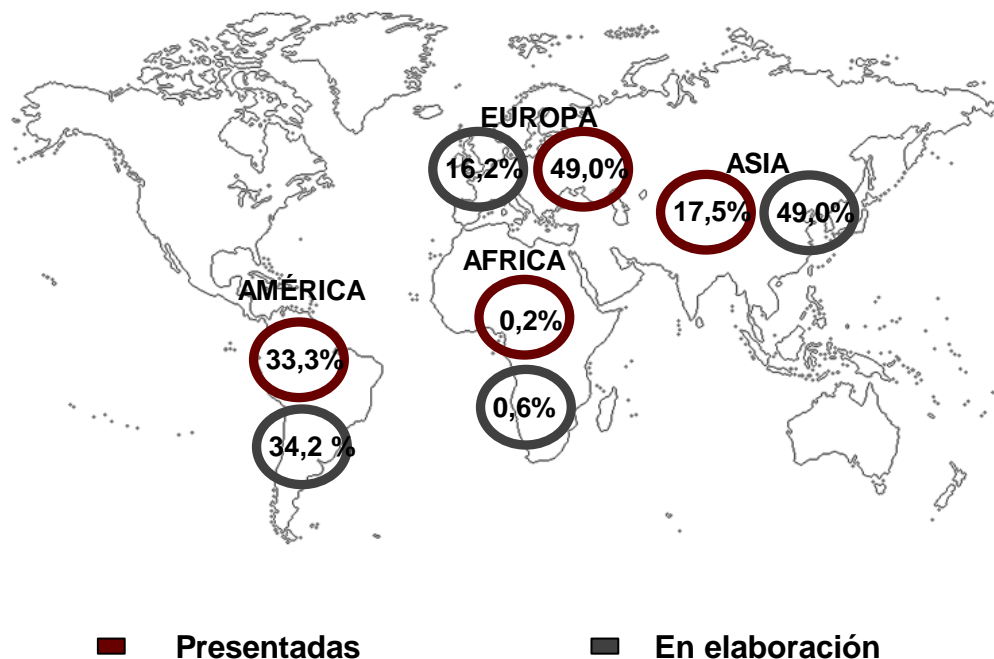 EUROPA
16,2%
49,0%
ASIA
17,5%
49,0%
AFRICA
0,2%
0,6%
AMÉRICA
33,3%
34,2 %
Presentadas
En elaboración